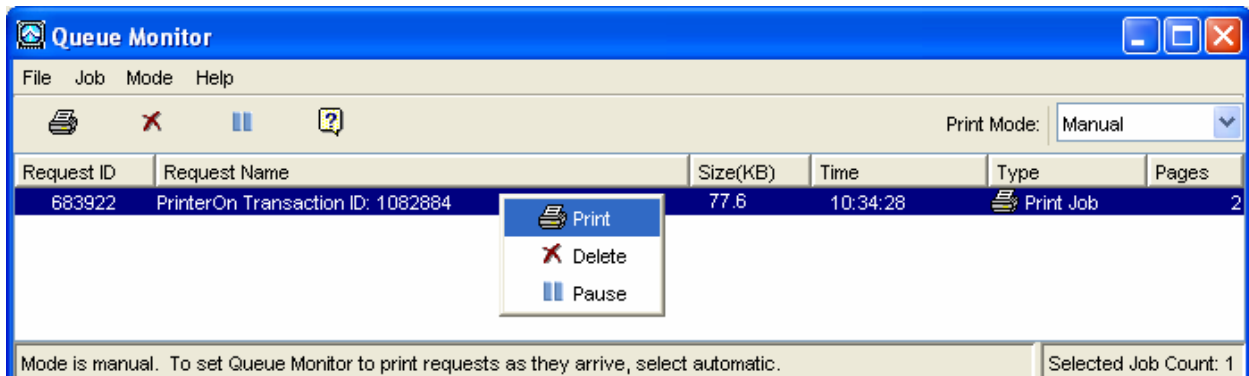 Queue Monitor
File Job Mode Help
Print Mode: Manual
Request ID Request Name Size(KB) Time Type Pages
683922 PrinterOn Transaction ID: 1082884 77.6 10:34:28 Print Job 2
Print
Delete
Pause
Mode is manual. To set Queue Monitor to print requests as they arrive, select automatic. Selected Job Count: 1